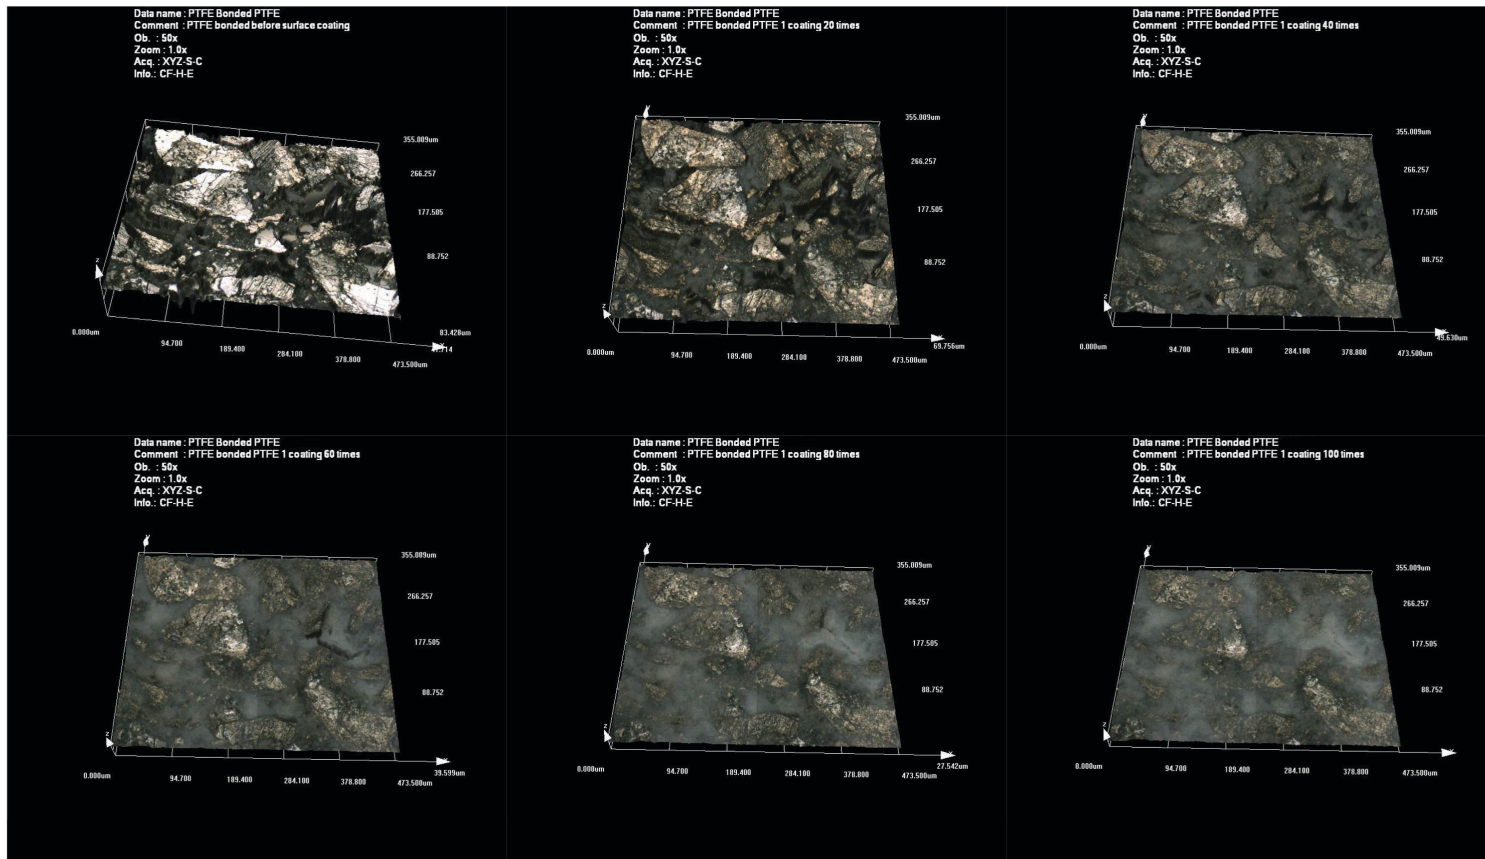 Data name : PTFE Bonded PTFE
Comment : PTFE bonded before surface coating
Ob. : 50x
Zoom : 1.0x
Acq. : XYZ-S-C
Info.: CF-H-E
355.009um
266.257
177.505
88.752
z
83.428um
0.000um
94.700
189.400
284.100
378.800
473.500um
Data name : PTFE Bonded PTFE
Comment : PTFE bonded PTFE 1 coating 20 times
Ob. : 50x
Zoom : 1.0x
Acq. : XYZ-S-C
Info.: CF-H-E
355.009um
266.257
177.505
88.752
z
69.756um
0.000um
94.700
189.400
284.100
378.800
473.500um
Data name : PTFE Bonded PTFE
Comment : PTFE bonded PTFE 1 coating 40 times
Ob. : 50x
Zoom : 1.0x
Acq. : XYZ-S-C
Info.: CF-H-E
355.009um
266.257
177.505
88.752
z
49.630um
0.000um
94.700
189.400
284.100
378.800
473.500um
Data name : PTFE Bonded PTFE
Comment : PTFE bonded PTFE 1 coating 60 times
Ob. : 50x
Zoom : 1.0x
Acq. : XYZ-S-C
Info.: CF-H-E
355.009um
266.257
177.505
88.752
z
39.599um
0.000um
94.700
189.400
284.100
378.800
473.500um
Data name : PTFE Bonded PTFE
Comment : PTFE bonded PTFE 1 coating 80 times
Ob. : 50x
Zoom : 1.0x
Acq. : XYZ-S-C
Info.: CF-H-E
355.009um
266.257
177.505
88.752
z
27.542um
0.000um
94.700
189.400
284.100
378.800
473.500um
Data name : PTFE Bonded PTFE
Comment : PTFE bonded PTFE 1 coating 100 times
Ob. : 50x
Zoom : 1.0x
Acq. : XYZ-S-C
Info.: CF-H-E
355.009um
266.257
177.505
88.752
z
0.000um
94.700
189.400
284.100
378.800
473.500um